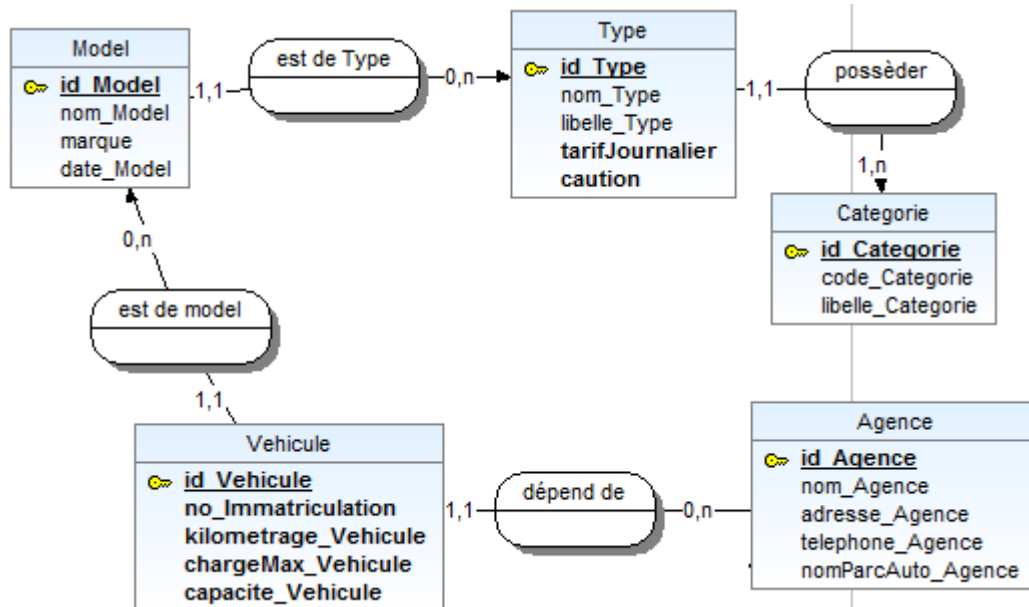 Model
id_Model
nom_Model
marque
date_Model
1,1
est de Type
0,n
Type
id_Type
nom_Type
libelle_Type
tarifJournalier
caution
1,1
possèder
1,n
Categorie
id_Categorie
code_Categorie
libelle_Categorie
0,n
est de model
1,1
Vehicule
id_Vehicule
no_Immatriculation
kilometrage_Vehicule
chargeMax_Vehicule
capacite_Vehicule
1,1
dépend de
0,n
Agence
id_Agence
nom_Agence
adresse_Agence
telephone_Agence
nomParcAuto_Agence